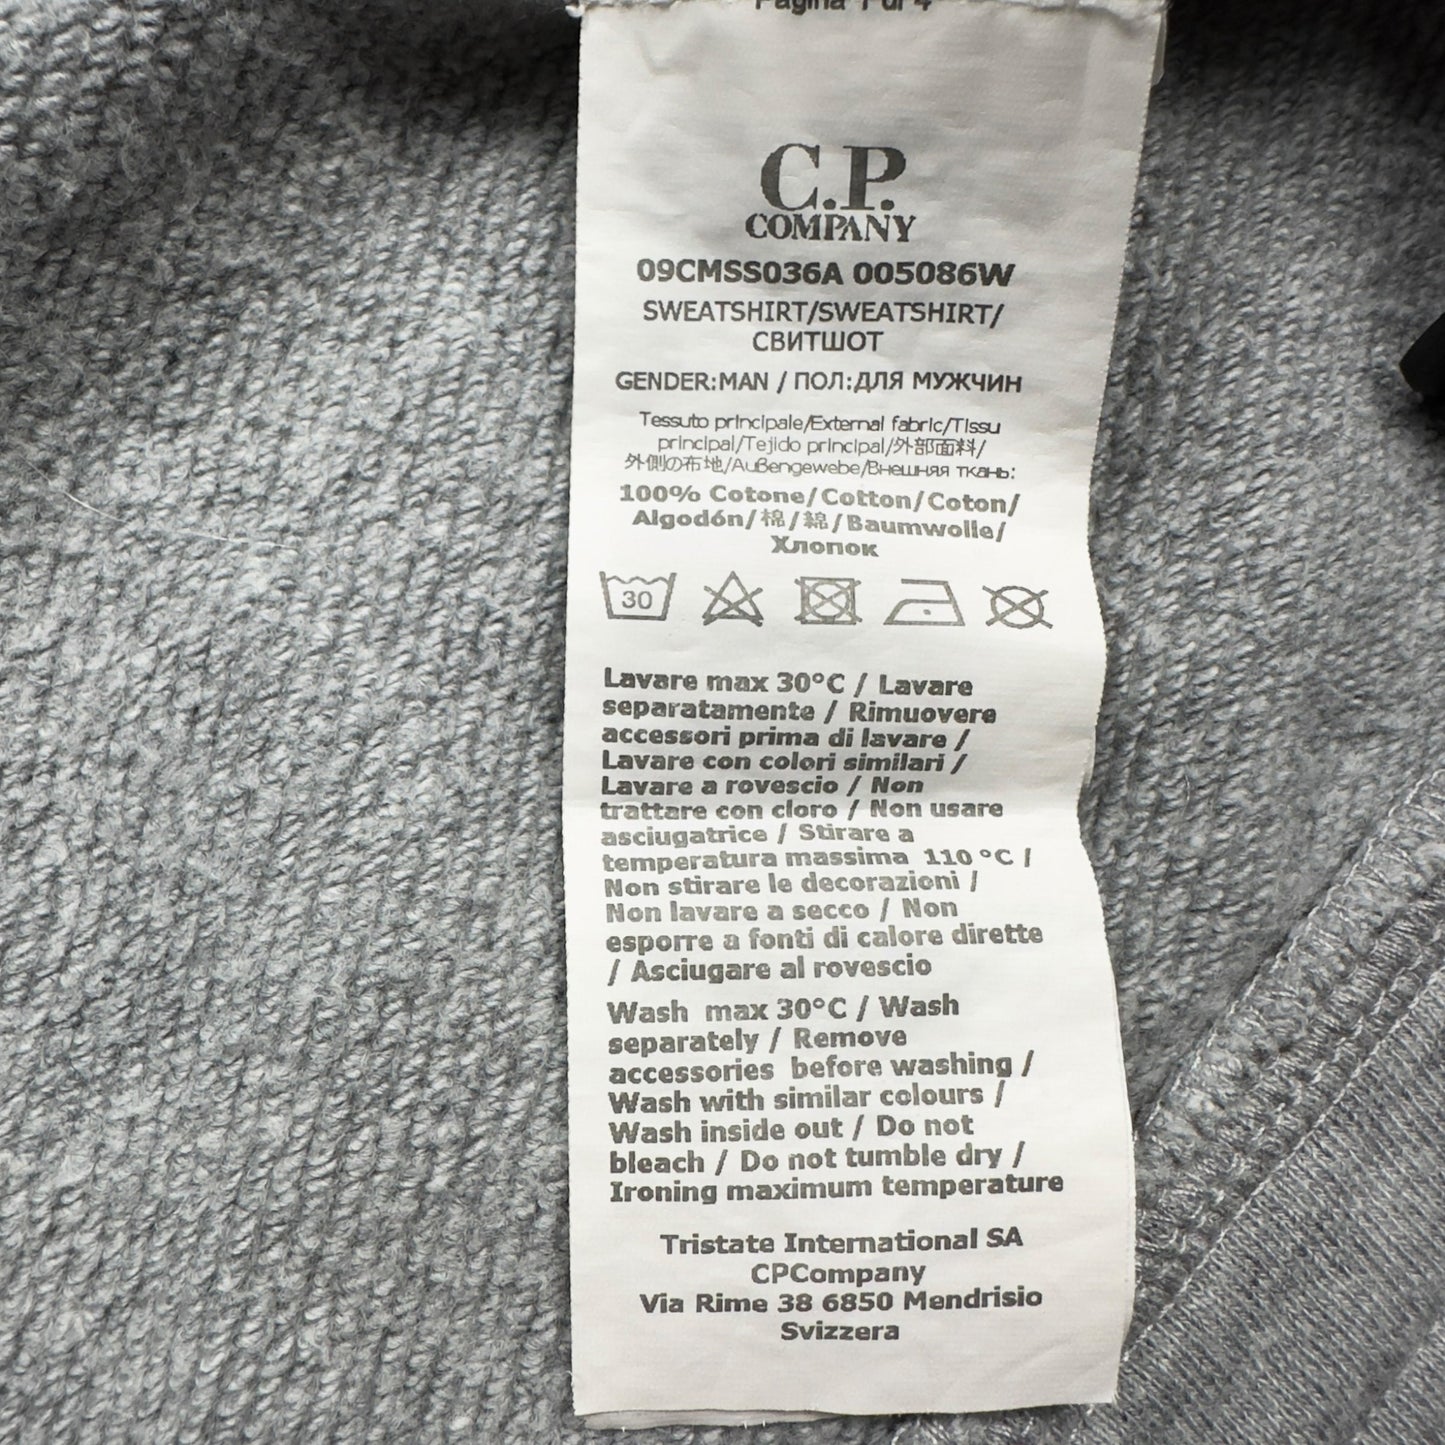 Pagina 1 di 4
C.P.
COMPANY
09CMSS036A 005086W
SWEATSHIRT/SWEATSHIRT/
СВИТШОТ
GENDER:MAN / ПОЛ:ДЛЯ МУЖЧИН
Tessuto principale/External fabric/Tissu
principal/Tejido principal/外部面料/
外側の布地/Außengewebe/Внешняя ткань:
100% Cotone/Cotton/Coton/
Algodón/棉/綿/Baumwolle/
Хлопок
30
Lavare max 30°C / Lavare
separatamente / Rimuovere
accessori prima di lavare /
Lavare con colori similari /
Lavare a rovescio / Non
trattare con cloro / Non usare
asciugatrice / Stirare a
temperatura massima 110 °C /
Non stirare le decorazioni /
Non lavare a secco / Non
esporre a fonti di calore dirette
/ Asciugare al rovescio
Wash max 30°C / Wash
separately / Remove
accessories before washing /
Wash with similar colours /
Wash inside out / Do not
bleach / Do not tumble dry /
Ironing maximum temperature
Tristate International SA
CPCompany
Via Rime 38 6850 Mendrisio
Svizzera